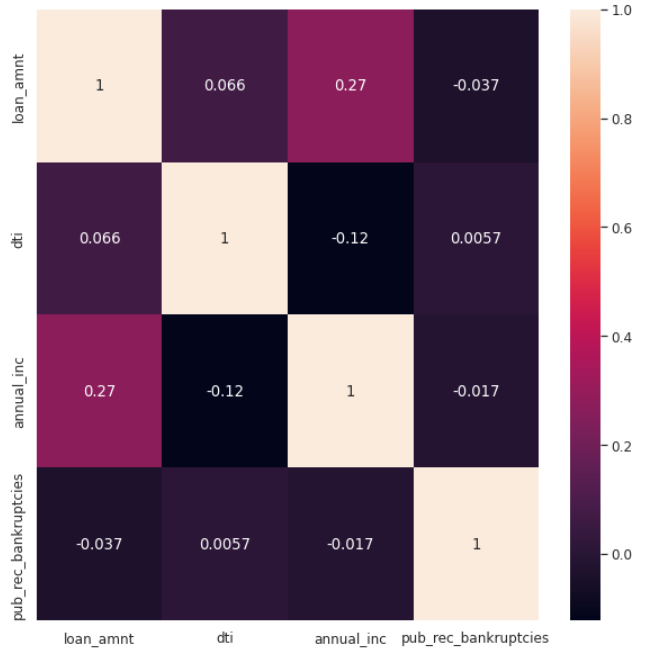 loan_amnt 1 0.066 0.27 -0.037
dti 0.066 1 -0.12 0.0057
annual_inc 0.27 -0.12 1 -0.017
pub_rec_bankruptcies -0.037 0.0057 -0.017 1
loan_amnt dti annual_inc pub_rec_bankruptcies
1.0
0.8
0.6
0.4
0.2
0.0